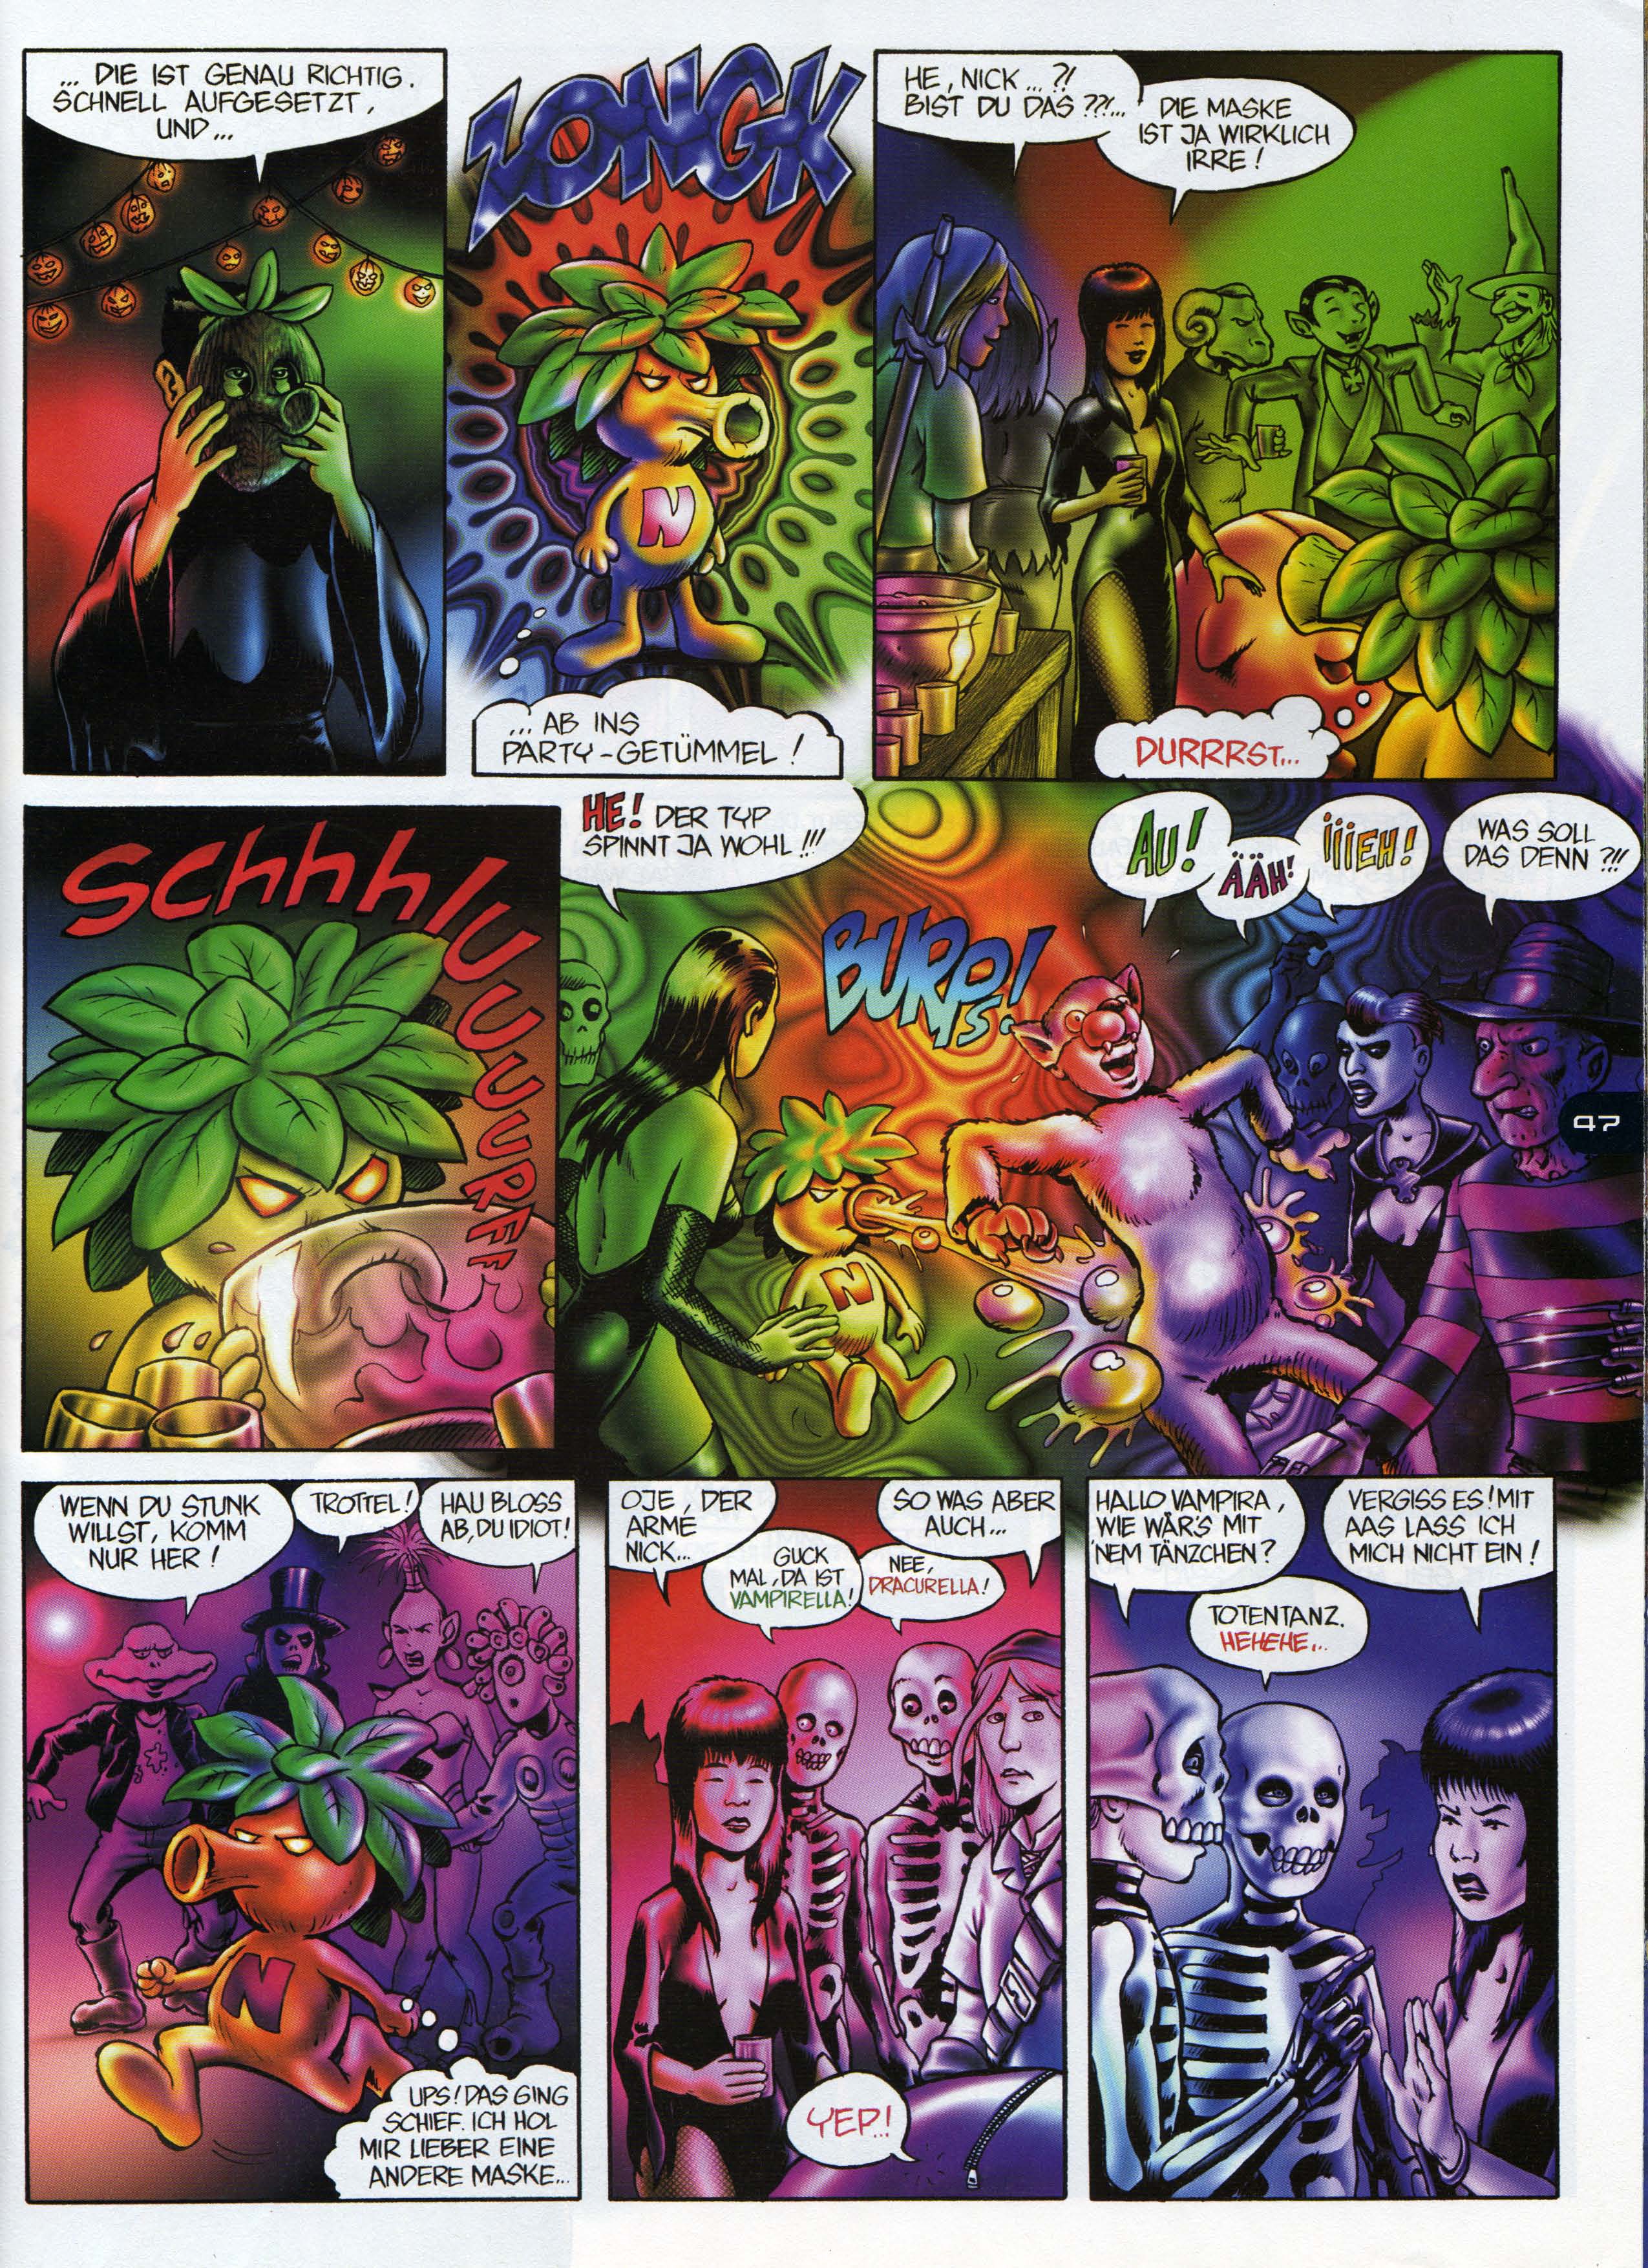 ... DIE IST GENAU RICHTIG.
SCHNELL AUFGESETZT,
UND...
ZONGK
N
... AB INS
PARTY-GETÜMMEL!
HE, NICK...?!
BIST DU DAS??!...
DIE MASKE
IST JA WIRKLICH
IRRE!
DURRRST...
SCHHHLUUUUURFFF
HE! DER TYP
SPINNT JA WOHL!!!
BURPS!
N
AU!
ÄÄH!
IIIEH!
WAS SOLL
DAS DENN?!!
47
WENN DU STUNK
WILLST, KOMM
NUR HER!
TROTTEL!
HAU BLOSS
AB, DU IDIOT!
N
UPS! DAS GING
SCHIEF. ICH HOL
MIR LIEBER EINE
ANDERE MASKE...
OJE, DER
ARME
NICK...
SO WAS ABER
AUCH...
GUCK
MAL, DA IST
VAMPIRELLA!
NEE,
DRACURELLA!
YEP!
HALLO VAMPIRA,
WIE WÄR'S MIT
'NEM TÄNZCHEN?
VERGISS ES! MIT
AAS LASS ICH
MICH NICHT EIN!
TOTENTANZ.
HEHEHE...